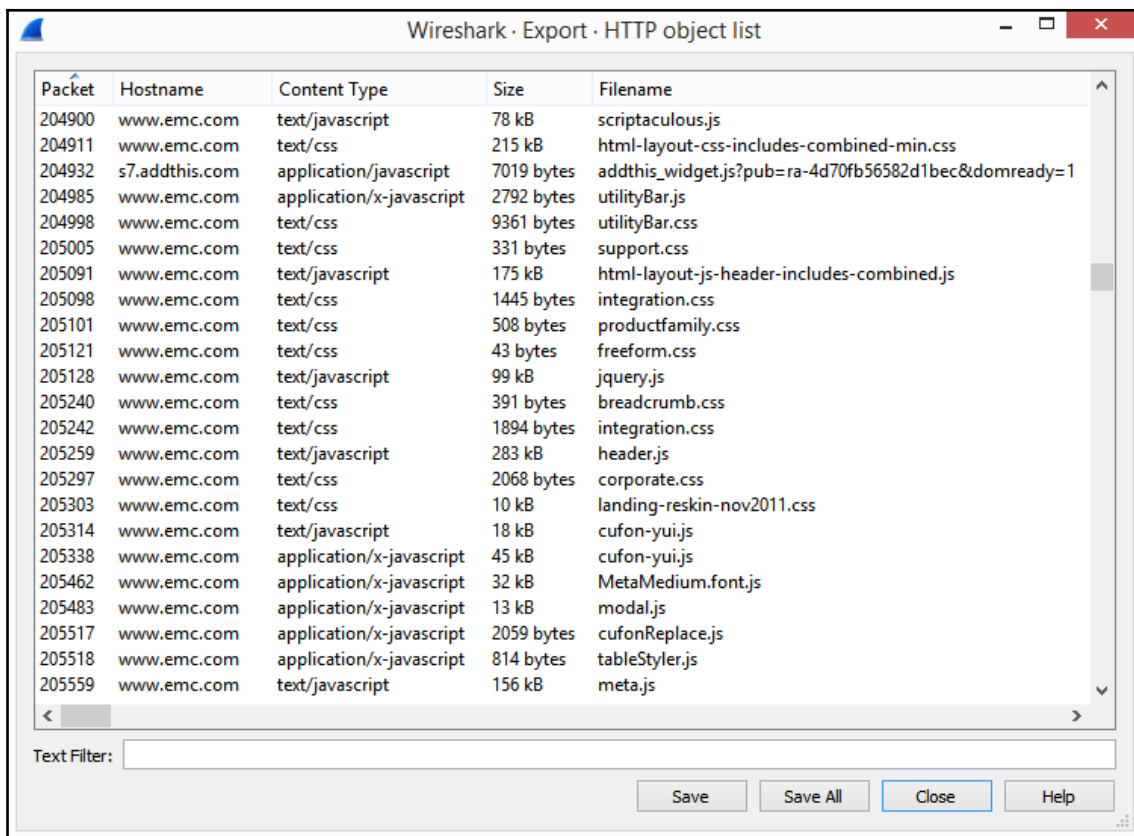 Wireshark · Export · HTTP object list
Packet Hostname Content Type Size Filename
204900 www.emc.com text/javascript 78 kB scriptaculous.js
204911 www.emc.com text/css 215 kB html-layout-css-includes-combined-min.css
204932 s7.addthis.com application/javascript 7019 bytes addthis_widget.js?pub=ra-4d70fb56582d1bec&domready=1
204985 www.emc.com application/x-javascript 2792 bytes utilityBar.js
204998 www.emc.com text/css 9361 bytes utilityBar.css
205005 www.emc.com text/css 331 bytes support.css
205091 www.emc.com text/javascript 175 kB html-layout-js-header-includes-combined.js
205098 www.emc.com text/css 1445 bytes integration.css
205101 www.emc.com text/css 508 bytes productfamily.css
205121 www.emc.com text/css 43 bytes freeform.css
205128 www.emc.com text/javascript 99 kB jquery.js
205240 www.emc.com text/css 391 bytes breadcrumb.css
205242 www.emc.com text/css 1894 bytes integration.css
205259 www.emc.com text/javascript 283 kB header.js
205297 www.emc.com text/css 2068 bytes corporate.css
205303 www.emc.com text/css 10 kB landing-reskin-nov2011.css
205314 www.emc.com text/javascript 18 kB cufon-yui.js
205338 www.emc.com application/x-javascript 45 kB cufon-yui.js
205462 www.emc.com application/x-javascript 32 kB MetaMedium.font.js
205483 www.emc.com application/x-javascript 13 kB modal.js
205517 www.emc.com application/x-javascript 2059 bytes cufonReplace.js
205518 www.emc.com application/x-javascript 814 bytes tableStyler.js
205559 www.emc.com text/javascript 156 kB meta.js
Text Filter:
Save Save All Close Help